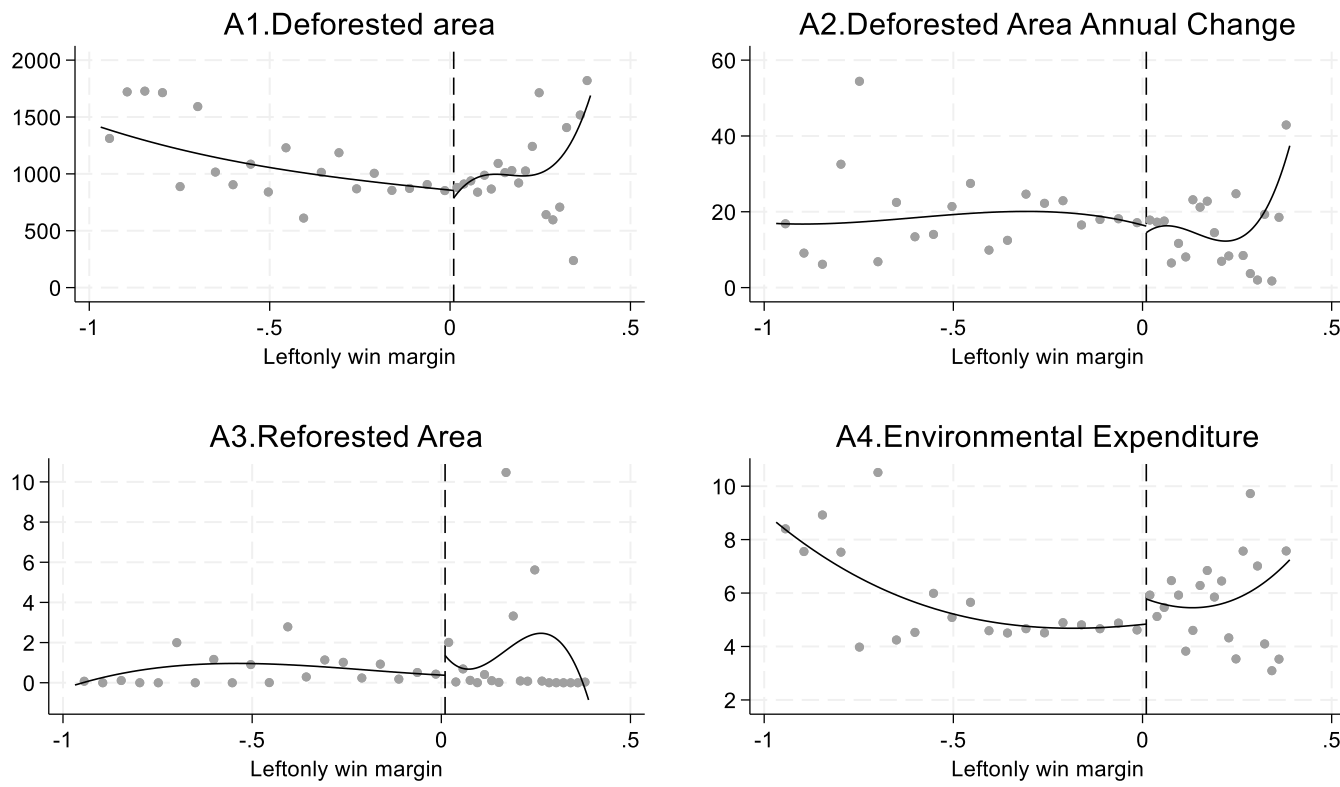 A1.Deforested area
2000
1500
1000
500
0
-1 -.5 0 .5
Leftonly win margin
A2.Deforested Area Annual Change
60
40
20
0
-1 -.5 0 .5
Leftonly win margin
A3.Reforested Area
10
8
6
4
2
0
-1 -.5 0 .5
Leftonly win margin
A4.Environmental Expenditure
10
8
6
4
2
-1 -.5 0 .5
Leftonly win margin